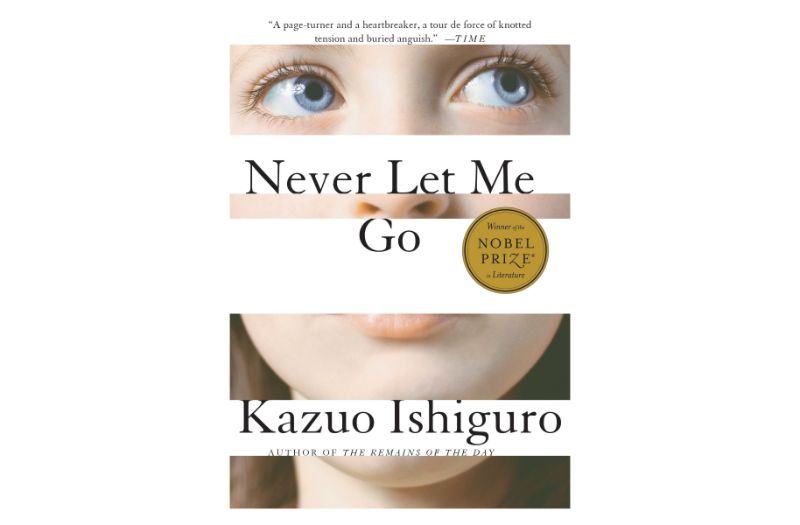 “A page-turner and a heartbreaker, a tour de force of knotted
tension and buried anguish.” —TIME
Never Let Me
Go
Winner of the
NOBEL
PRIZE®
in Literature
Kazuo Ishiguro
AUTHOR OF THE REMAINS OF THE DAY